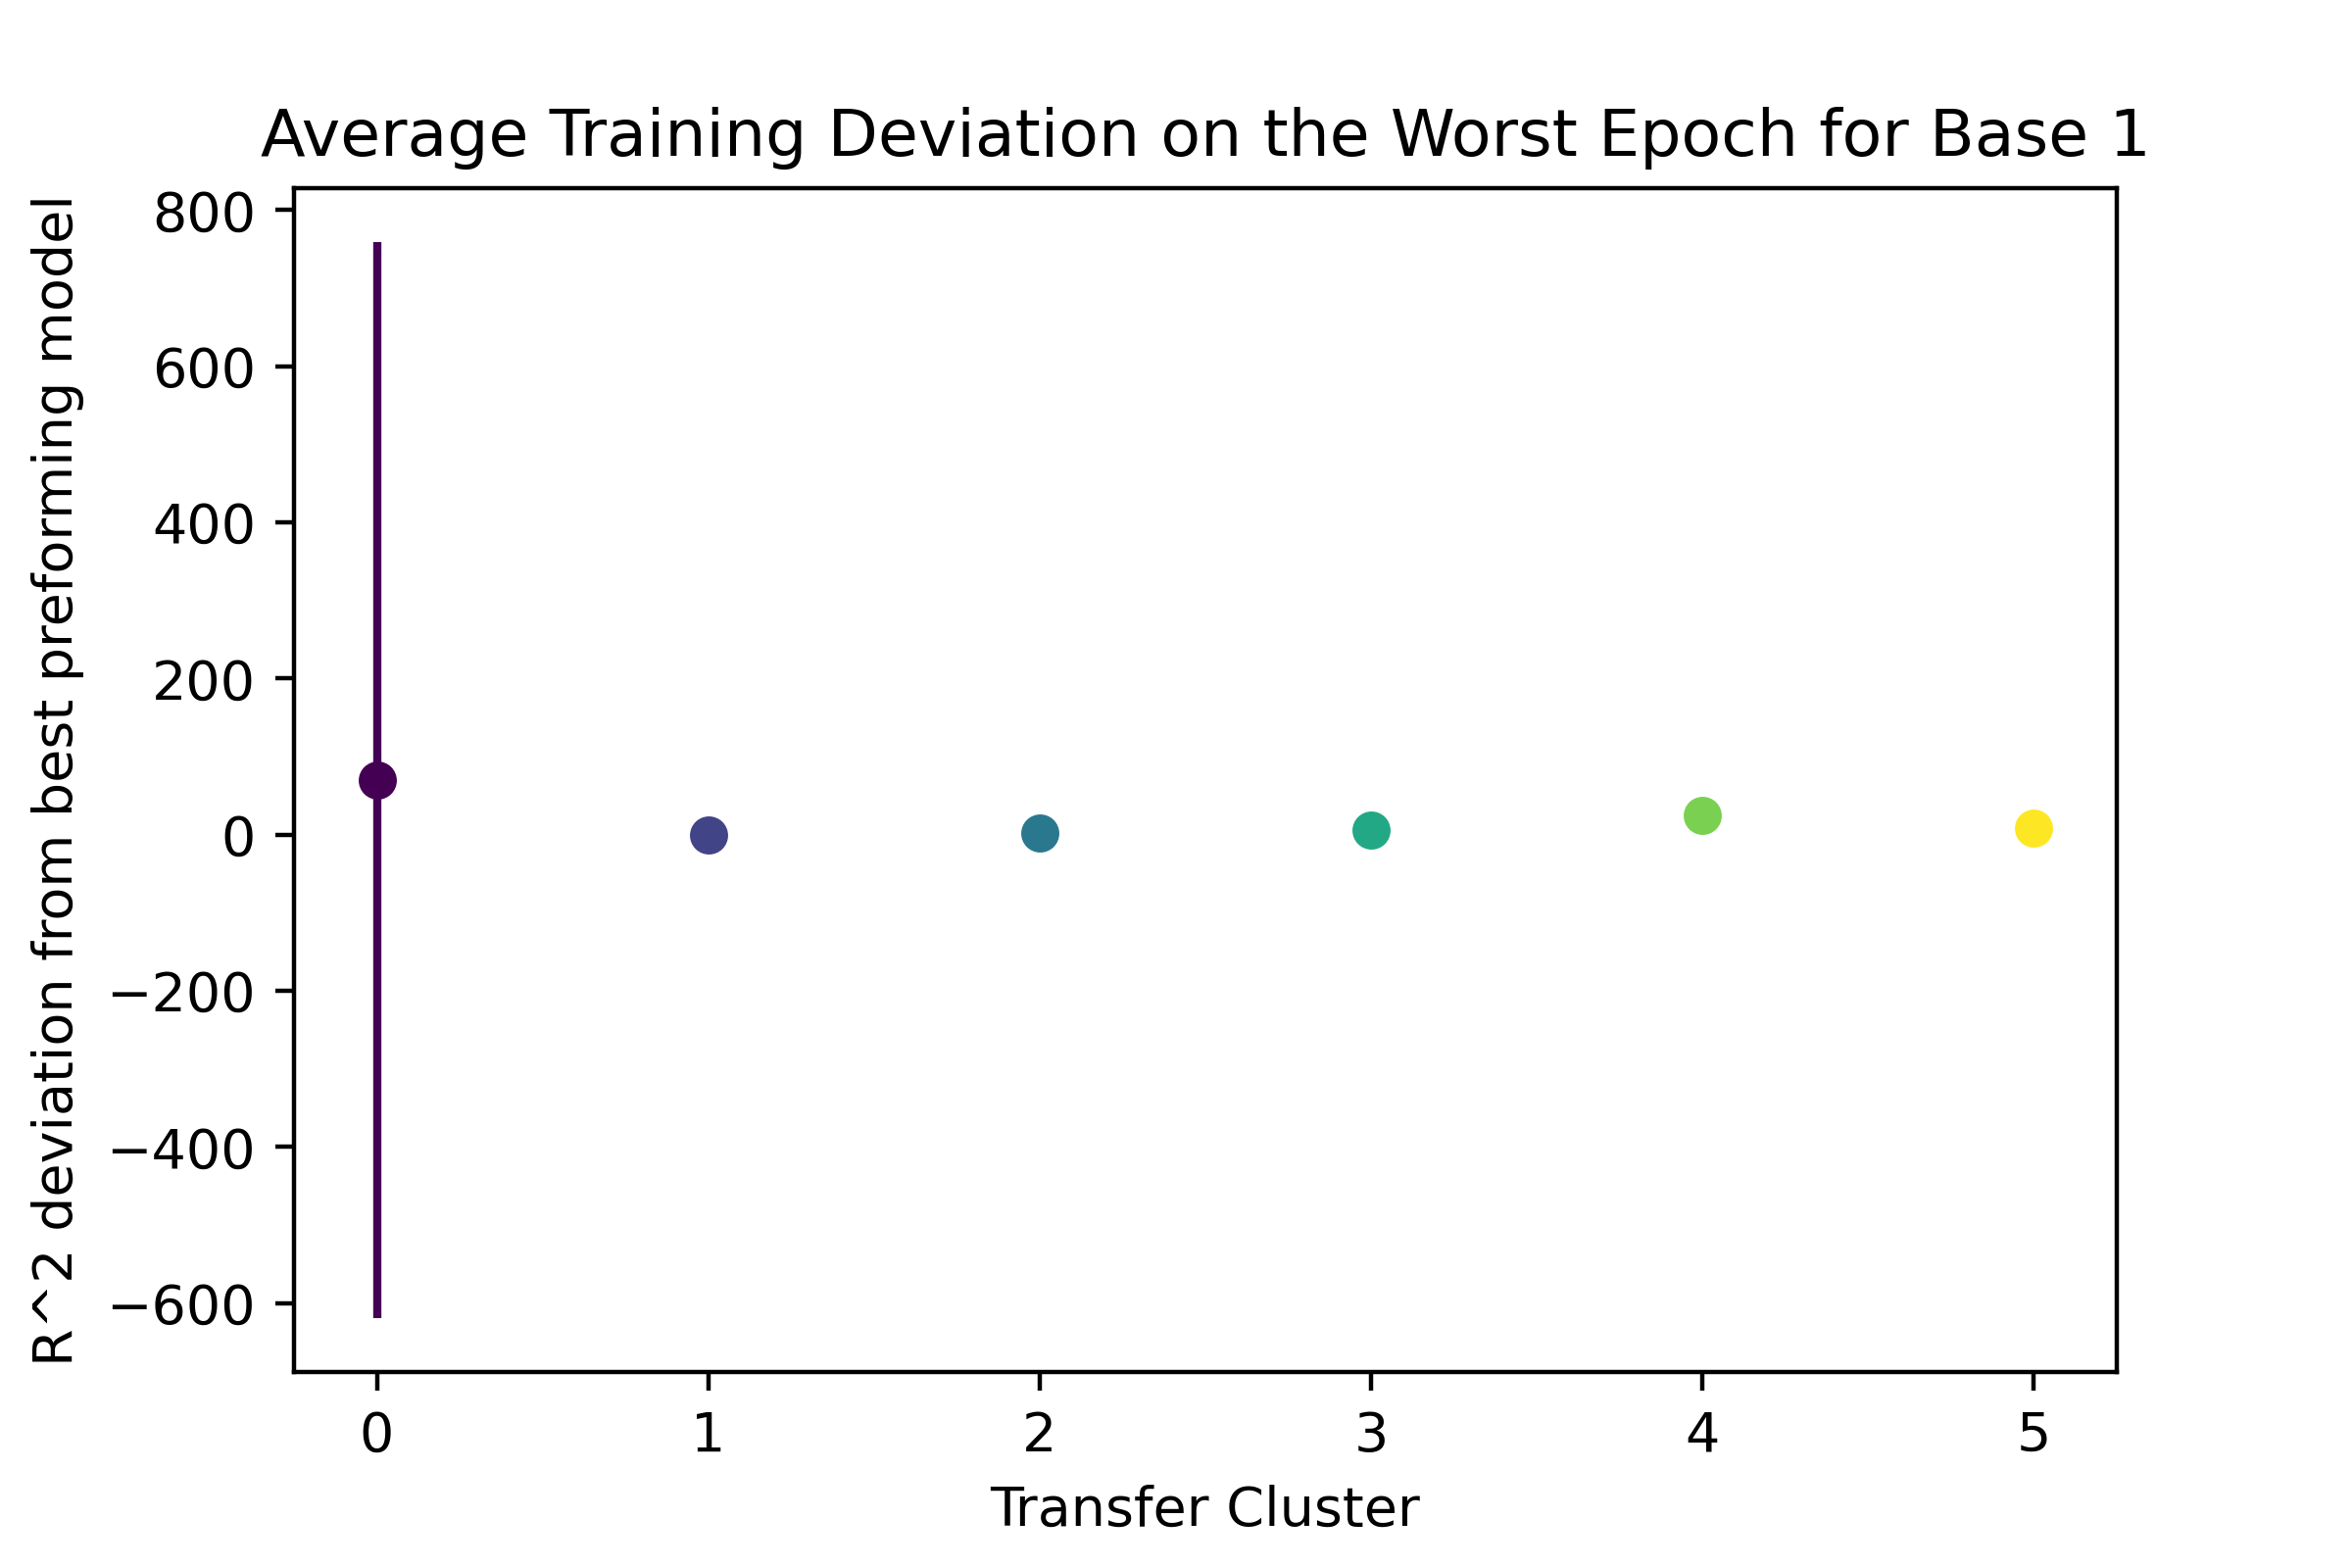 Average Training Deviation on the Worst Epoch for Base 1
R^2 deviation from best preforming model
800
600
400
200
0
−200
−400
−600
0 1 2 3 4 5
Transfer Cluster